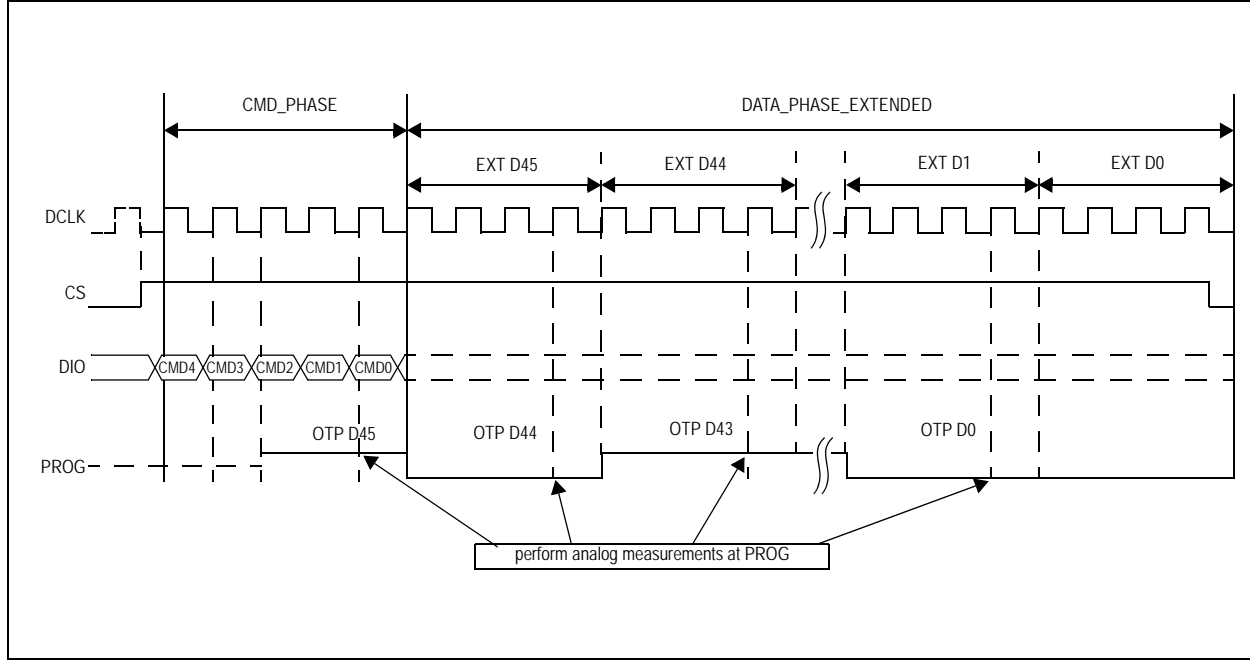 CMD_PHASE DATA_PHASE_EXTENDED
EXT D45 EXT D44 EXT D1 EXT D0
DCLK
CS
DIO CMD4 CMD3 CMD2 CMD1 CMD0
OTP D45 OTP D44 OTP D43 OTP D0
PROG
perform analog measurements at PROG